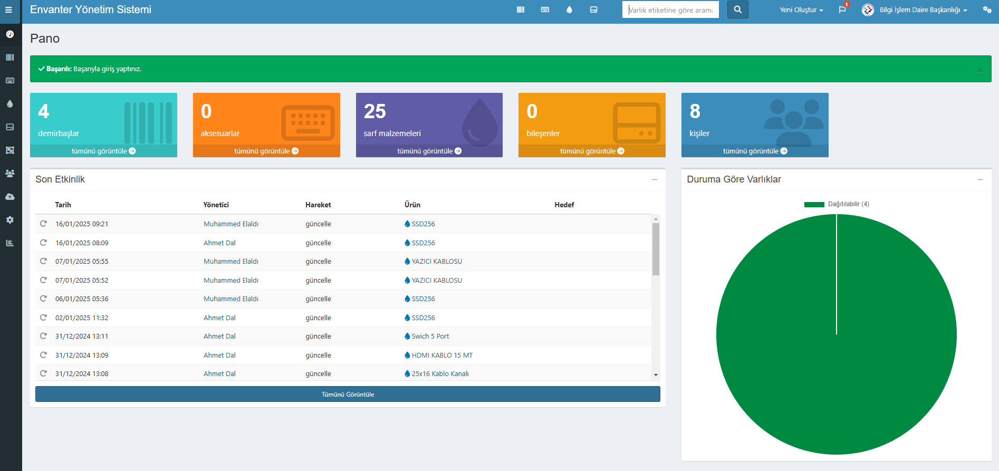 Envanter Yönetim Sistemi
Varlık etiketine göre arama
Yeni Oluştur
1
Bilgi İşlem Daire Başkanlığı
Pano
Başarılı: Başarıyla giriş yaptınız.
×
4
demirbaşlar
tümünü görüntüle
0
aksesuarlar
tümünü görüntüle
25
sarf malzemeleri
tümünü görüntüle
0
bileşenler
tümünü görüntüle
8
kişiler
tümünü görüntüle
Son Etkinlik
Tarih Yönetici Hareket Ürün Hedef
16/01/2025 09:21 Muhammed Elaldı güncelle SSD256
16/01/2025 08:09 Ahmet Dal güncelle SSD256
07/01/2025 05:55 Muhammed Elaldı güncelle YAZICI KABLOSU
07/01/2025 05:52 Muhammed Elaldı güncelle YAZICI KABLOSU
06/01/2025 05:36 Muhammed Elaldı güncelle SSD256
02/01/2025 11:32 Ahmet Dal güncelle SSD256
31/12/2024 13:11 Ahmet Dal güncelle Swich 5 Port
31/12/2024 13:09 Ahmet Dal güncelle HDMI KABLO 15 MT
31/12/2024 13:08 Ahmet Dal güncelle 25x16 Kablo Kanalı
Tümünü Görüntüle
Duruma Göre Varlıklar
Dağıtılabilir (4)